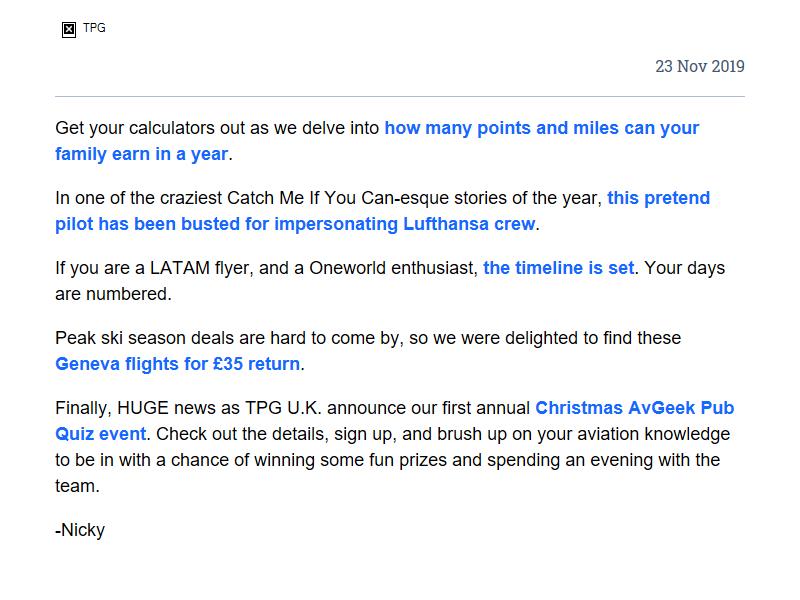 TPG
23 Nov 2019
Get your calculators out as we delve into how many points and miles can your
family earn in a year.
In one of the craziest Catch Me If You Can-esque stories of the year, this pretend
pilot has been busted for impersonating Lufthansa crew.
If you are a LATAM flyer, and a Oneworld enthusiast, the timeline is set. Your days
are numbered.
Peak ski season deals are hard to come by, so we were delighted to find these
Geneva flights for £35 return.
Finally, HUGE news as TPG U.K. announce our first annual Christmas AvGeek Pub
Quiz event. Check out the details, sign up, and brush up on your aviation knowledge
to be in with a chance of winning some fun prizes and spending an evening with the
team.
-Nicky